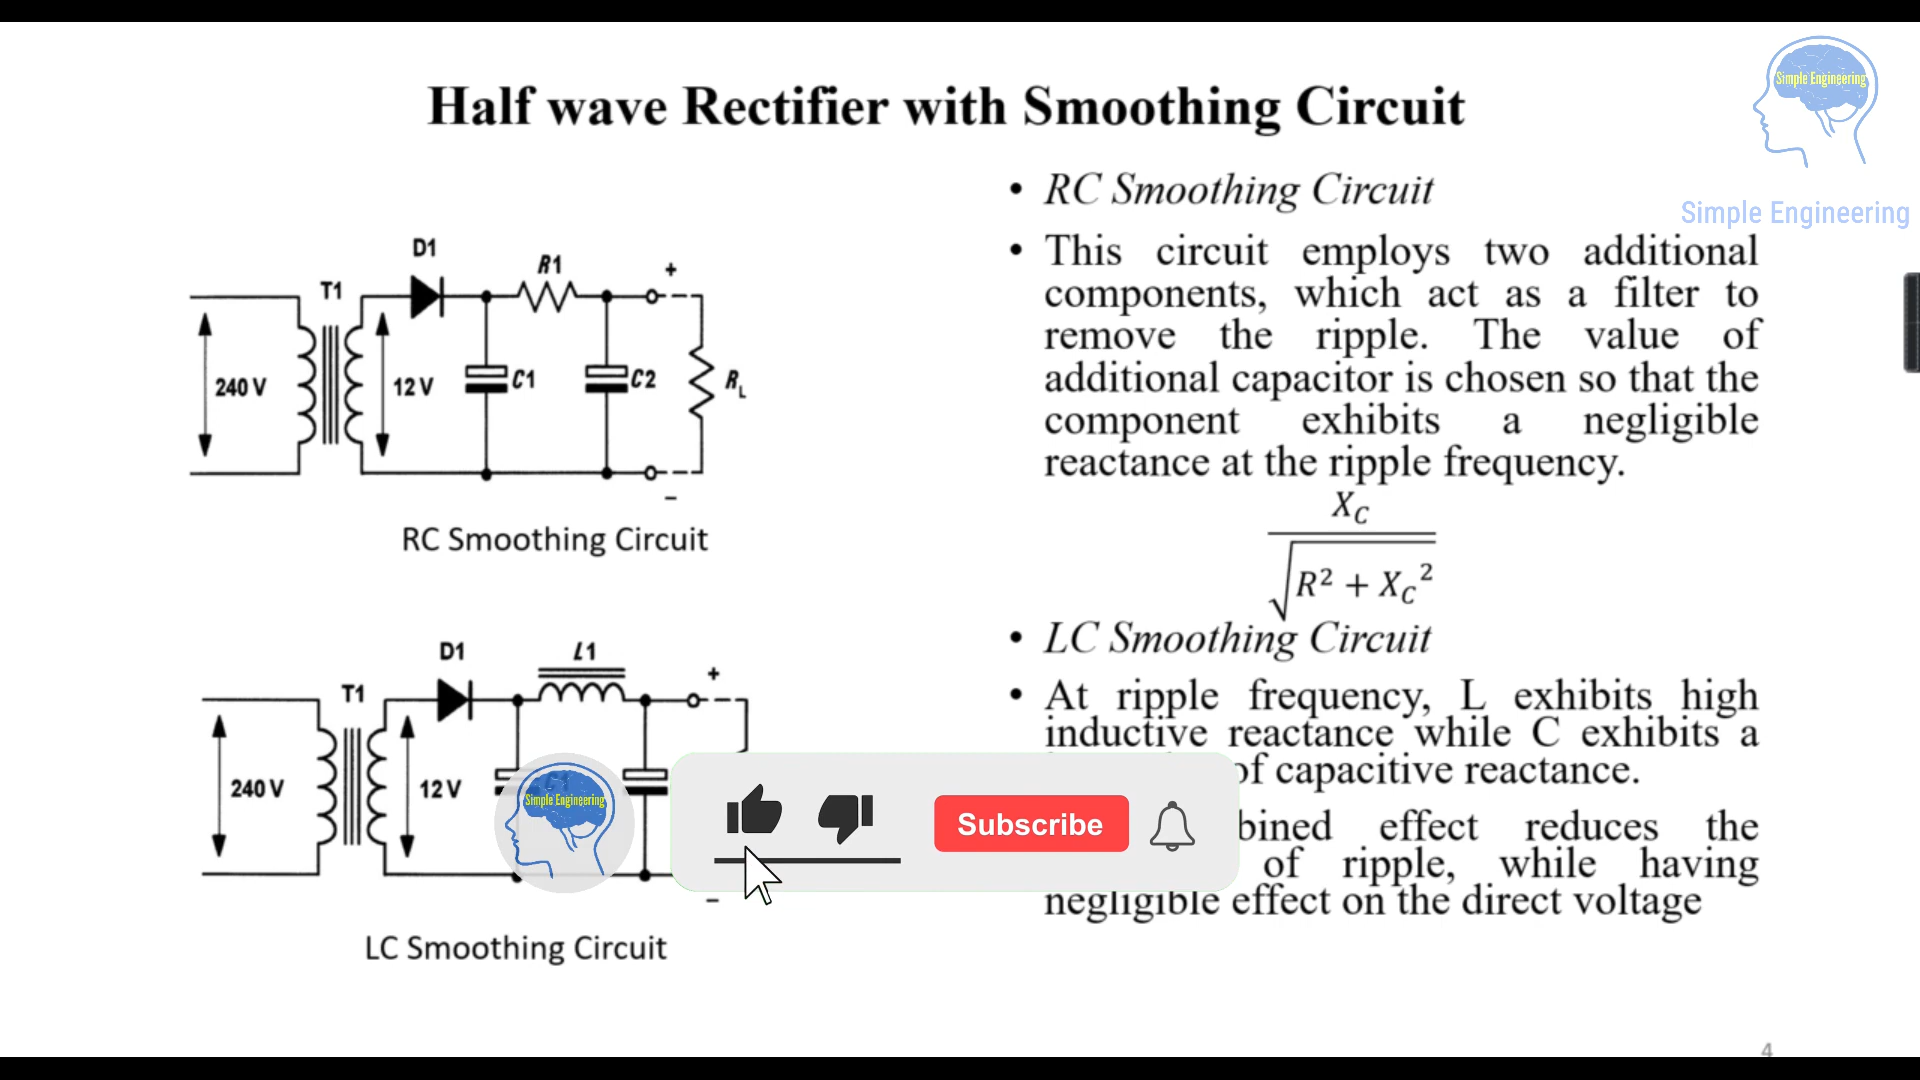 Half wave Rectifier with Smoothing Circuit
Simple Engineering
Simple Engineering
• RC Smoothing Circuit
• This circuit employs two additional
components, which act as a filter to
remove the ripple. The value of
additional capacitor is chosen so that the
component exhibits a negligible
reactance at the ripple frequency.
X_C
√R² + X_C²
• LC Smoothing Circuit
• At ripple frequency, L exhibits high
inductive reactance while C exhibits a
of capacitive reactance.
effect reduces the
of ripple, while having
negligible effect on the direct voltage
D1
R1
+
T1
240 V
12 V
C1
C2
R_L
–
RC Smoothing Circuit
D1
L1
+
T1
240 V
12 V
Simple Engineering
Subscribe
–
LC Smoothing Circuit
4